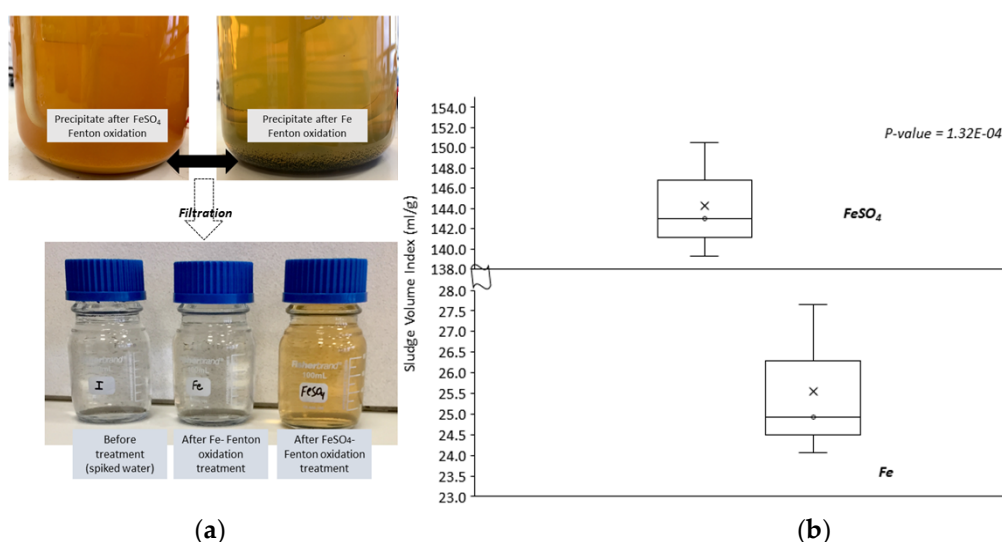 Precipitate after FeSO4
Fenton oxidation
Precipitate after Fe
Fenton oxidation
Filtration
I
Fe
FeSO4
100mL
Before
treatment
(spiked water)
After Fe- Fenton
oxidation
treatment
After FeSO4-
Fenton oxidation
treatment
(a)
Sludge Volume Index (ml/g)
154.0
152.0
150.0
148.0
146.0
144.0
142.0
140.0
138.0
28.0
27.5
27.0
26.5
26.0
25.5
25.0
24.5
24.0
23.5
23.0
P-value = 1.32E-04
FeSO4
Fe
(b)